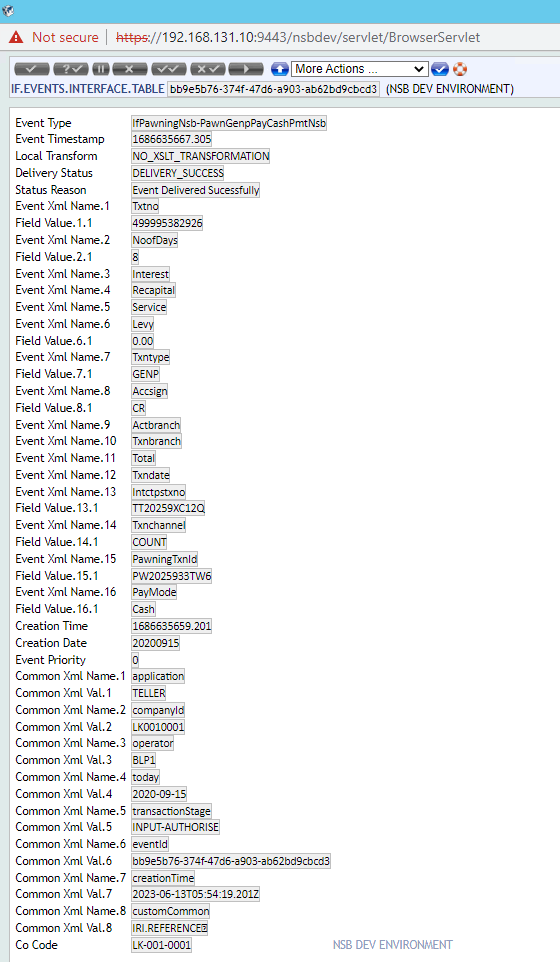 Not secure https://192.168.131.10:9443/nsbdev/servlet/BrowserServlet
More Actions ...
IF.EVENTS.INTERFACE.TABLE bb9e5b76-374f-47d6-a903-ab62bd9cbcd3 (NSB DEV ENVIRONMENT)
Event Type IfPawningNsb-PawnGenpPayCashPmtNsb
Event Timestamp 1686635667.305
Local Transform NO_XSLT_TRANSFORMATION
Delivery Status DELIVERY_SUCCESS
Status Reason Event Delivered Sucessfully
Event Xml Name.1 Txtno
Field Value.1.1 499995382926
Event Xml Name.2 NoofDays
Field Value.2.1 8
Event Xml Name.3 Interest
Event Xml Name.4 Recapital
Event Xml Name.5 Service
Event Xml Name.6 Levy
Field Value.6.1 0.00
Event Xml Name.7 Txntype
Field Value.7.1 GENP
Event Xml Name.8 Accsign
Field Value.8.1 CR
Event Xml Name.9 Actbranch
Event Xml Name.10 Txnbranch
Event Xml Name.11 Total
Event Xml Name.12 Txndate
Event Xml Name.13 Intctpstxno
Field Value.13.1 TT20259XC12Q
Event Xml Name.14 Txnchannel
Field Value.14.1 COUNT
Event Xml Name.15 PawningTxnId
Field Value.15.1 PW2025933TW6
Event Xml Name.16 PayMode
Field Value.16.1 Cash
Creation Time 1686635659.201
Creation Date 20200915
Event Priority 0
Common Xml Name.1 application
Common Xml Val.1 TELLER
Common Xml Name.2 companyId
Common Xml Val.2 LK0010001
Common Xml Name.3 operator
Common Xml Val.3 BLP1
Common Xml Name.4 today
Common Xml Val.4 2020-09-15
Common Xml Name.5 transactionStage
Common Xml Val.5 INPUT-AUTHORISE
Common Xml Name.6 eventId
Common Xml Val.6 bb9e5b76-374f-47d6-a903-ab62bd9cbcd3
Common Xml Name.7 creationTime
Common Xml Val.7 2023-06-13T05:54:19.201Z
Common Xml Name.8 customCommon
Common Xml Val.8 IRI.REFERENCE
Co Code LK-001-0001 NSB DEV ENVIRONMENT